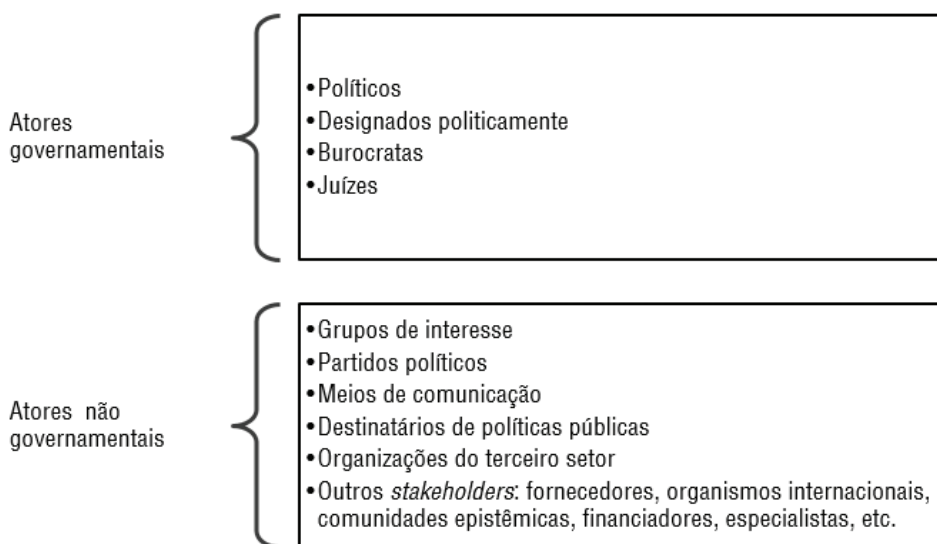 Atores
governamentais
•Políticos
•Designados politicamente
•Burocratas
•Juízes
Atores não
governamentais
•Grupos de interesse
•Partidos políticos
•Meios de comunicação
•Destinatários de políticas públicas
•Organizações do terceiro setor
•Outros stakeholders: fornecedores, organismos internacionais,
comunidades epistêmicas, financiadores, especialistas, etc.